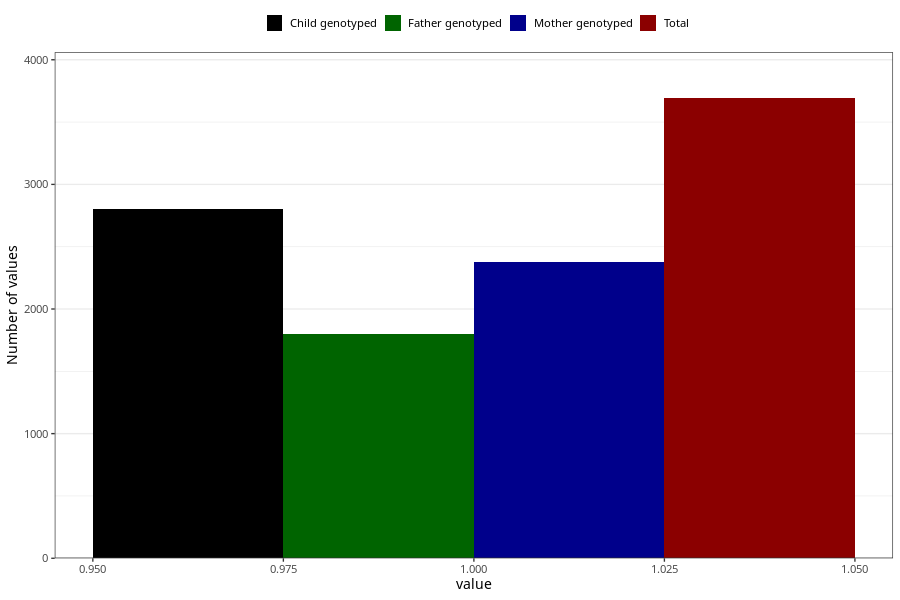 Child genotyped Father genotyped Mother genotyped Total
4000
3000
2000
1000
0
Number of values
0.950 0.975 1.000 1.025 1.050
value